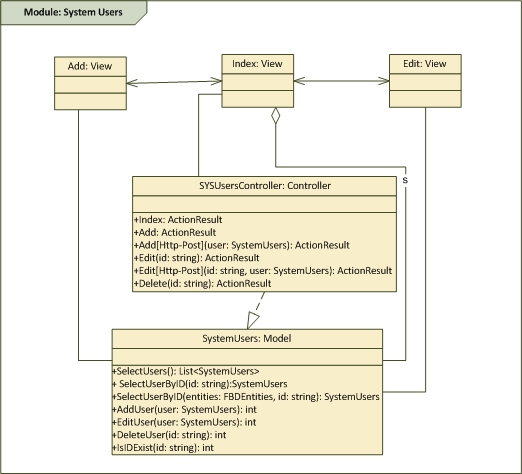 Module: System Users
Add: View
Index: View
Edit: View
s
SYSUsersController: Controller
+Index: ActionResult
+Add: ActionResult
+Add[Http-Post](user: SystemUsers): ActionResult
+Edit(id: string): ActionResult
+Edit[Http-Post](id: string, user: SystemUsers): ActionResult
+Delete(id: string): ActionResult
SystemUsers: Model
+SelectUsers(): List<SystemUsers>
+ SelectUserByID(id: string):SystemUsers
+SelectUserByID(entities: FBDEntities, id: string): SystemUsers
+AddUser(user: SystemUsers): int
+EditUser(user: SystemUsers): int
+DeleteUser(id: string): int
+IsIDExist(id: string): int